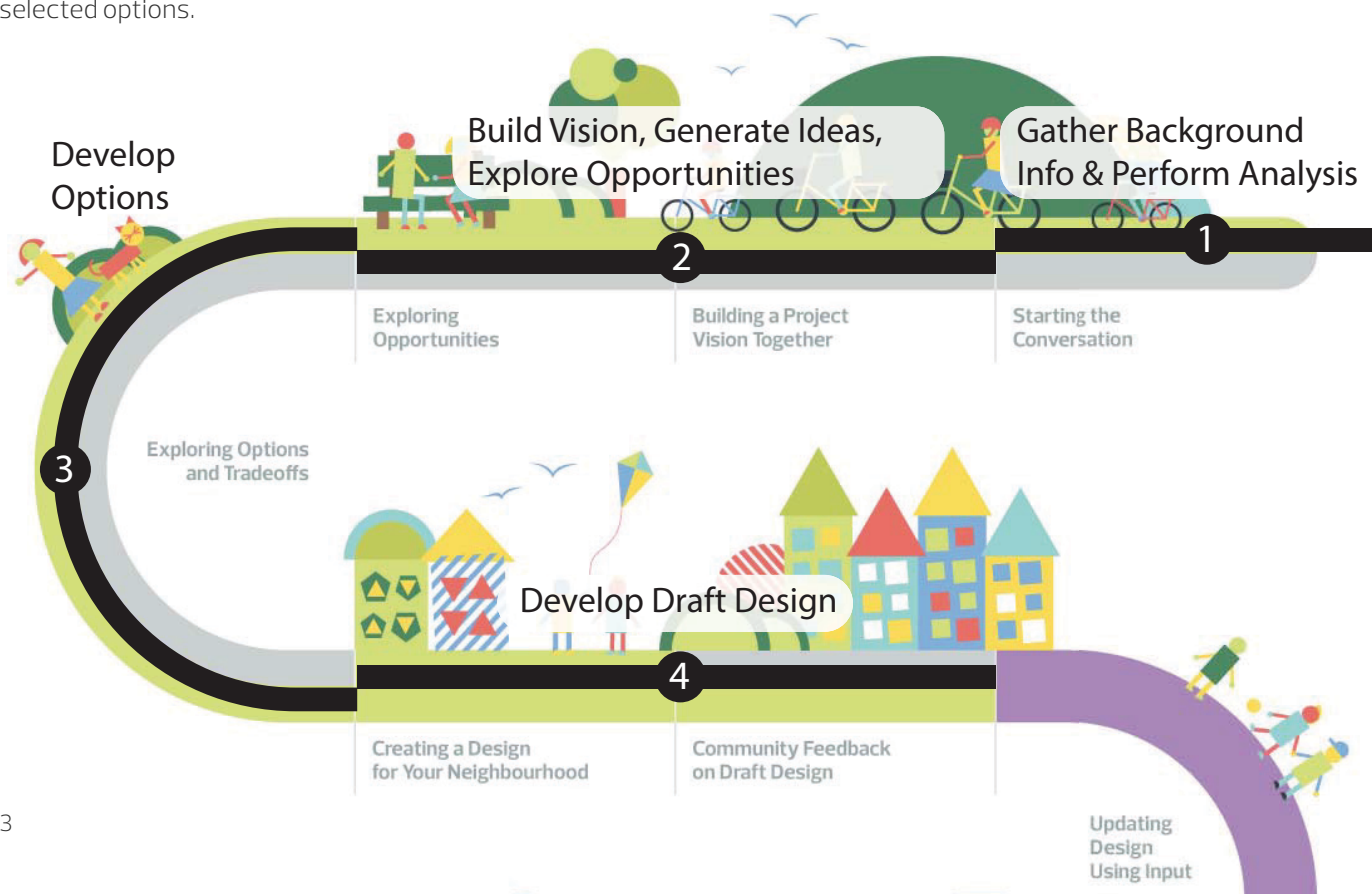 selected options.
Build Vision, Generate Ideas,
Explore Opportunities
Gather Background
Info & Perform Analysis
Develop
Options
2
1
Exploring
Opportunities
Building a Project
Vision Together
Starting the
Conversation
3
Exploring Options
and Tradeoffs
Develop Draft Design
4
Creating a Design
for Your Neighbourhood
Community Feedback
on Draft Design
3
Updating
Design
Using Input